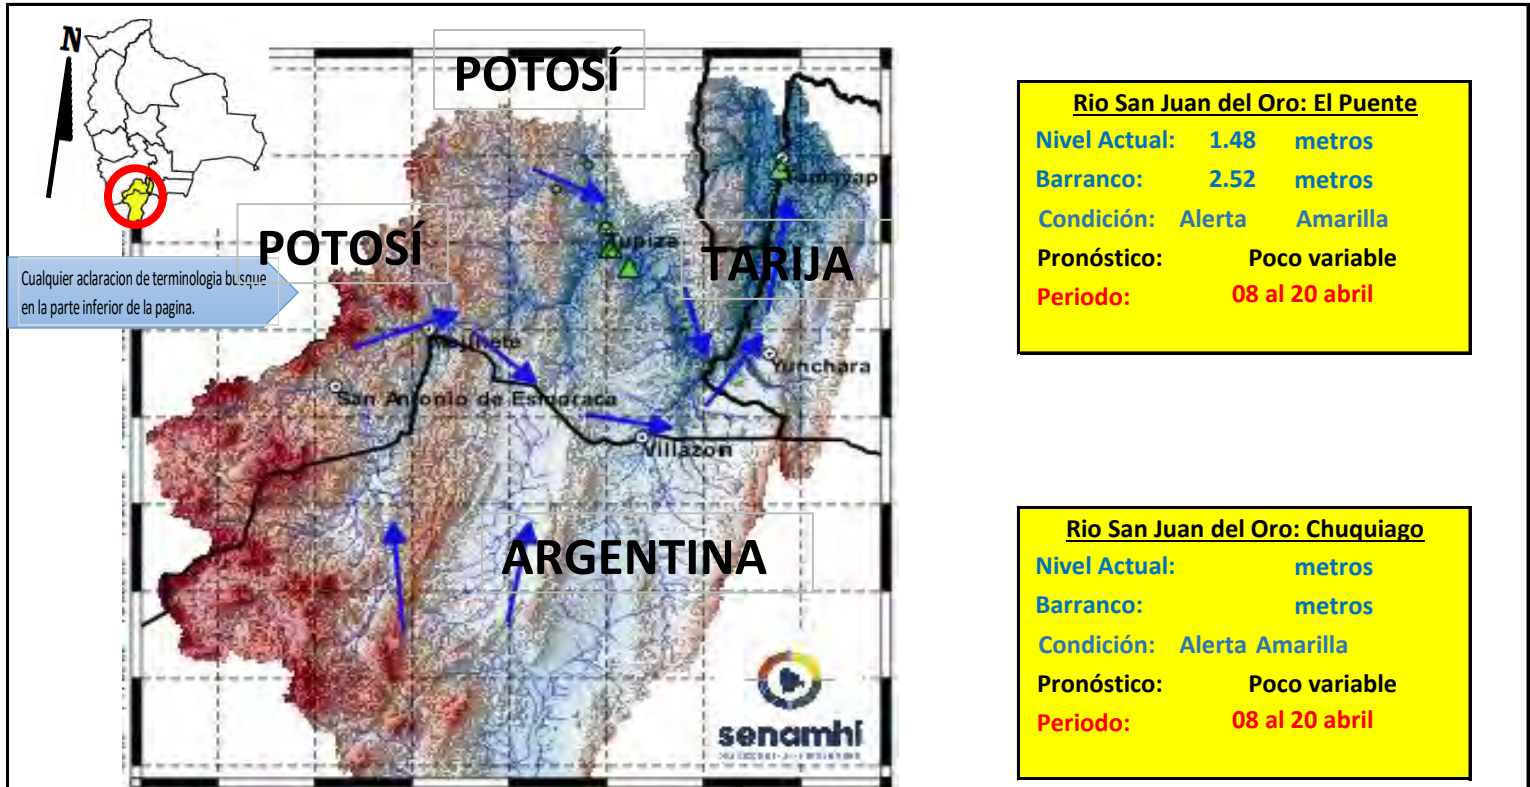 N
POTOSÍ
POTOSÍ
TARIJA
Tupiza
Cualquier aclaracion de terminologia busque
en la parte inferior de la pagina.
Yunchara
San Antonio de Esmoraca
Villazon
ARGENTINA
senamhi
Rio San Juan del Oro: El Puente
Nivel Actual: 1.48 metros
Barranco: 2.52 metros
Condición: Alerta Amarilla
Pronóstico: Poco variable
Periodo: 08 al 20 abril
Rio San Juan del Oro: Chuquiago
Nivel Actual: metros
Barranco: metros
Condición: Alerta Amarilla
Pronóstico: Poco variable
Periodo: 08 al 20 abril